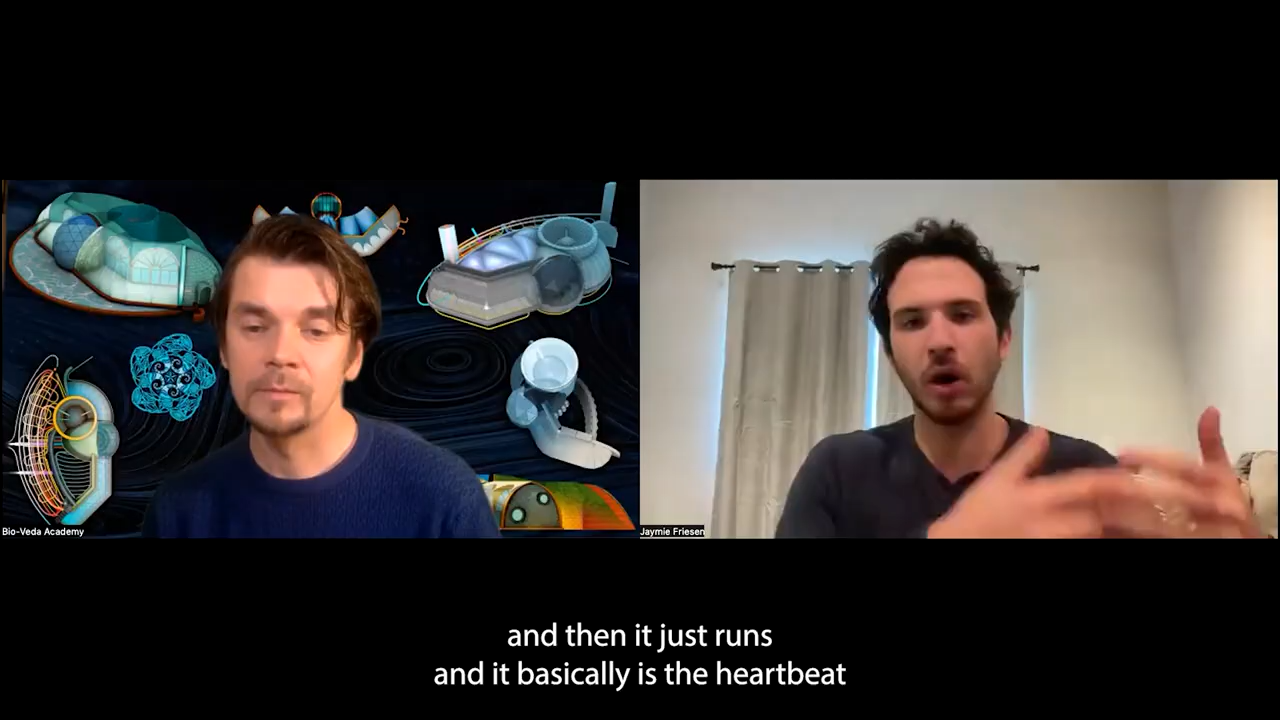 Bio-Veda Academy
Jaymie Friesen
and then it just runs
and it basically is the heartbeat